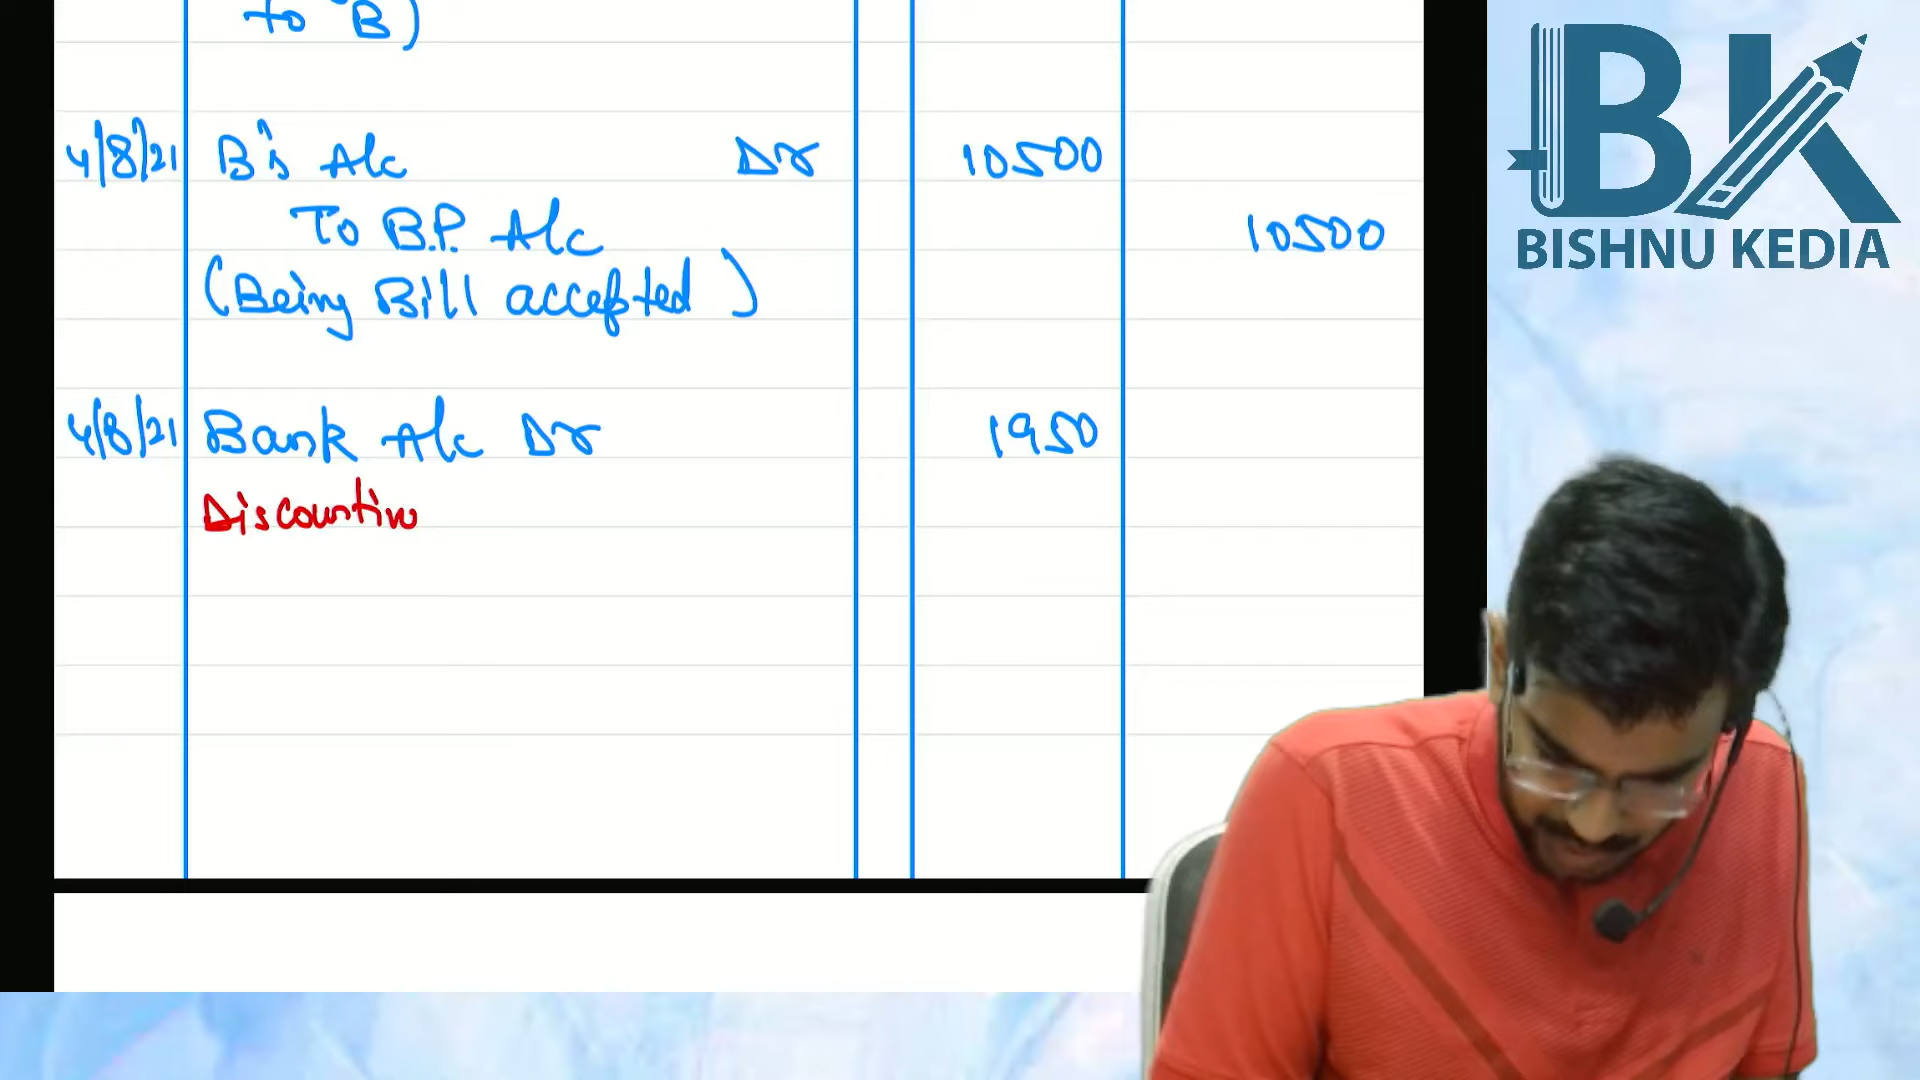 to B)
4/8/21 B's A/c Dr 10500
To B.P. A/c 10500
(Being Bill accepted)
4/8/21 Bank A/c Dr 1950
Discountin
BK
BISHNU KEDIA